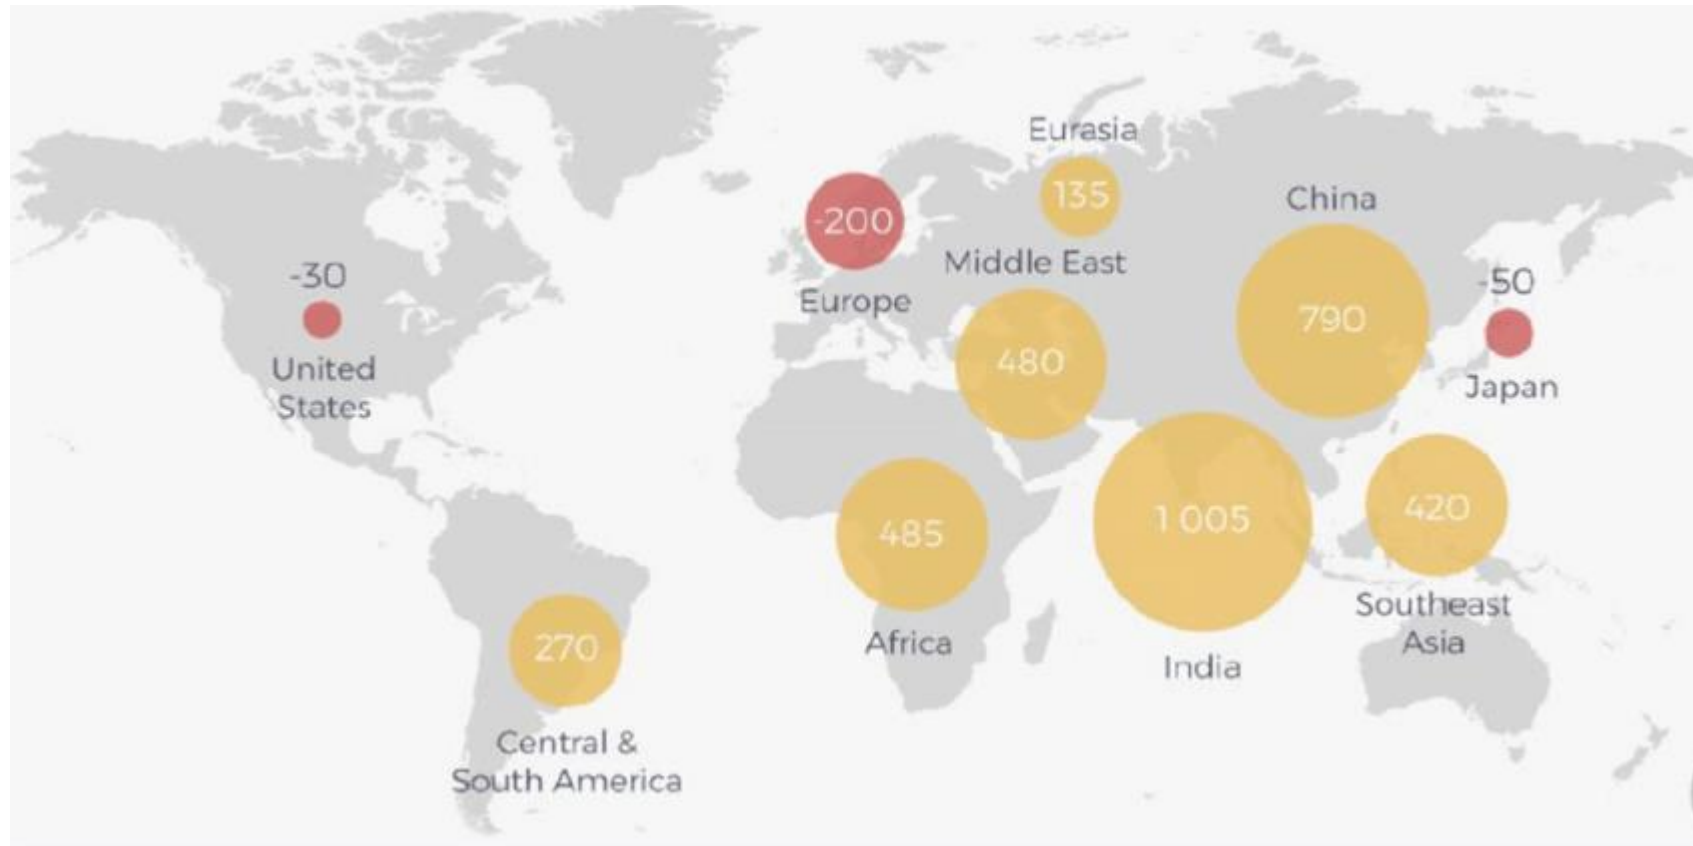 Eurasia
135
China
-200
Middle East
-30
-50
Europe
790
480
United
States
Japan
485
1 005
420
Southeast
Asia
Africa
India
270
Central &
South America